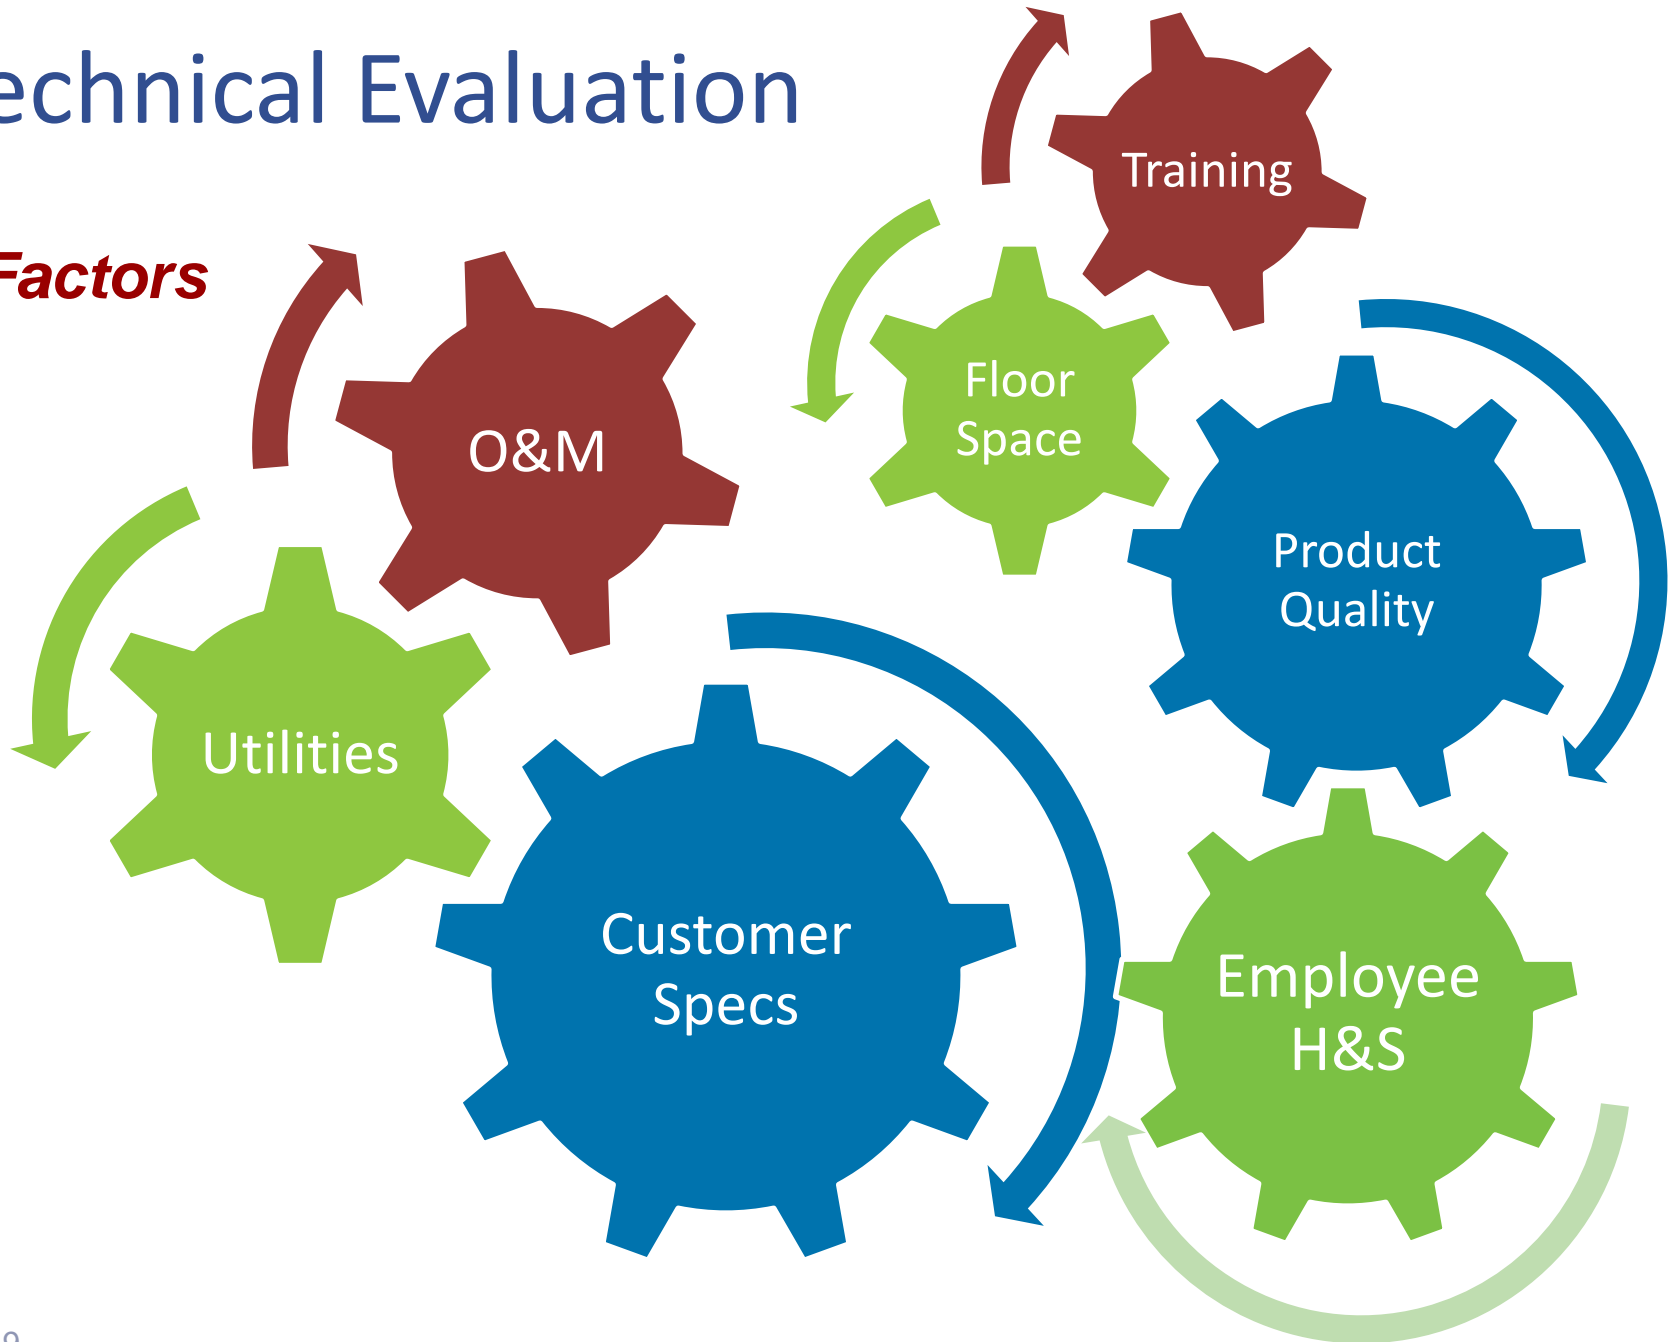 echnical Evaluation
Factors
Training
Floor
Space
O&M
Product
Quality
Utilities
Customer
Specs
Employee
H&S